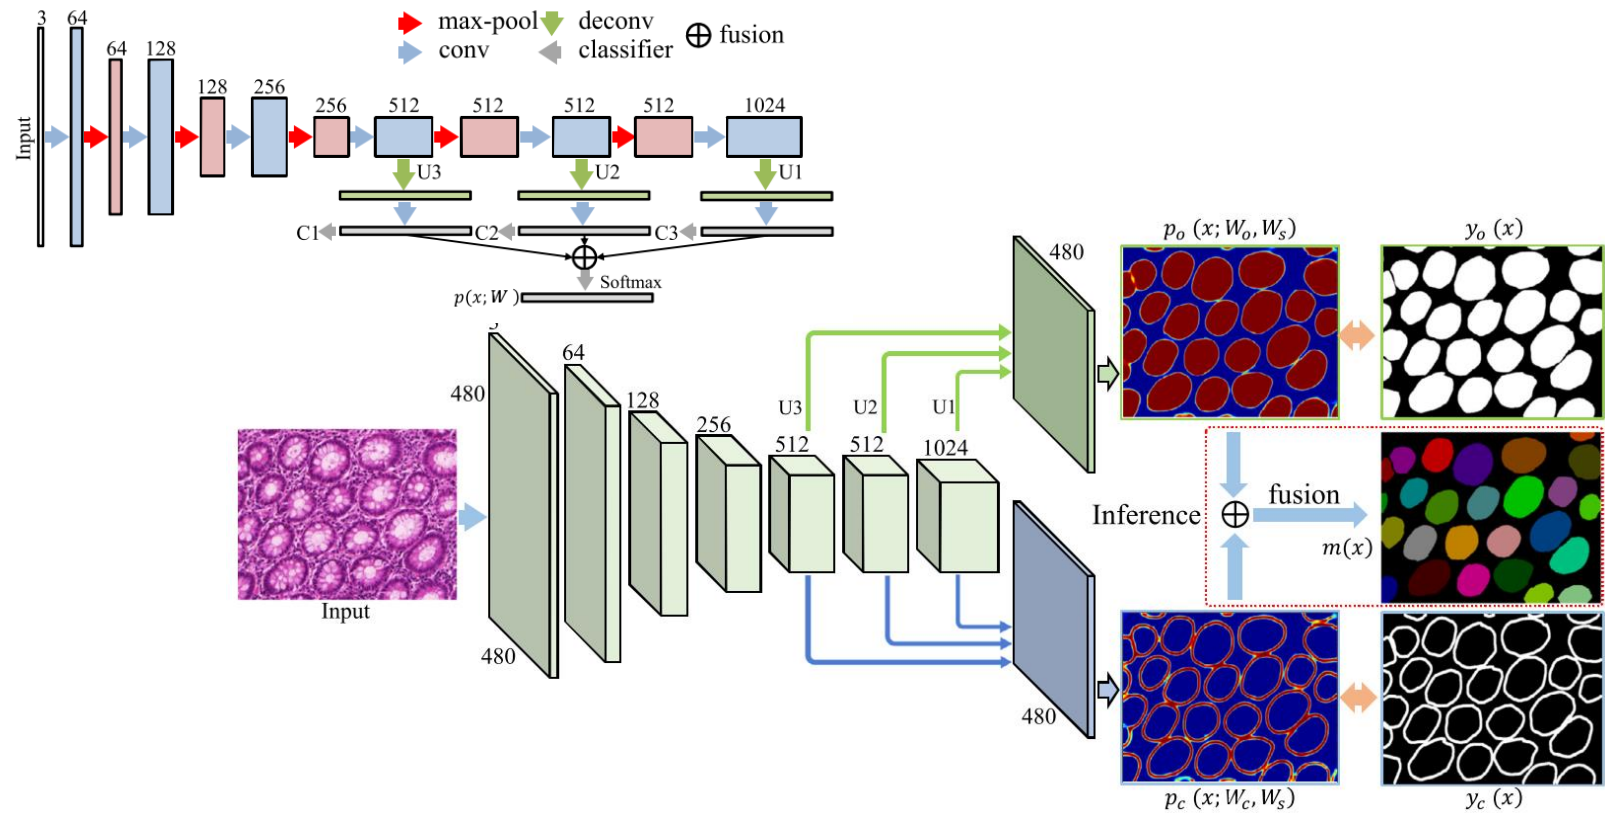 3
64
64
128
128
256
256
512
512
512
512
1024
Input
max-pool
deconv
conv
classifier
fusion
U3
U2
U1
C1
C2
C3
Softmax
p(x; W )
3
480
64
128
256
512
512
1024
480
Input
U3
U2
U1
480
480
p_o (x; W_o, W_s)
y_o (x)
Inference
fusion
m(x)
p_c (x; W_c, W_s)
y_c (x)